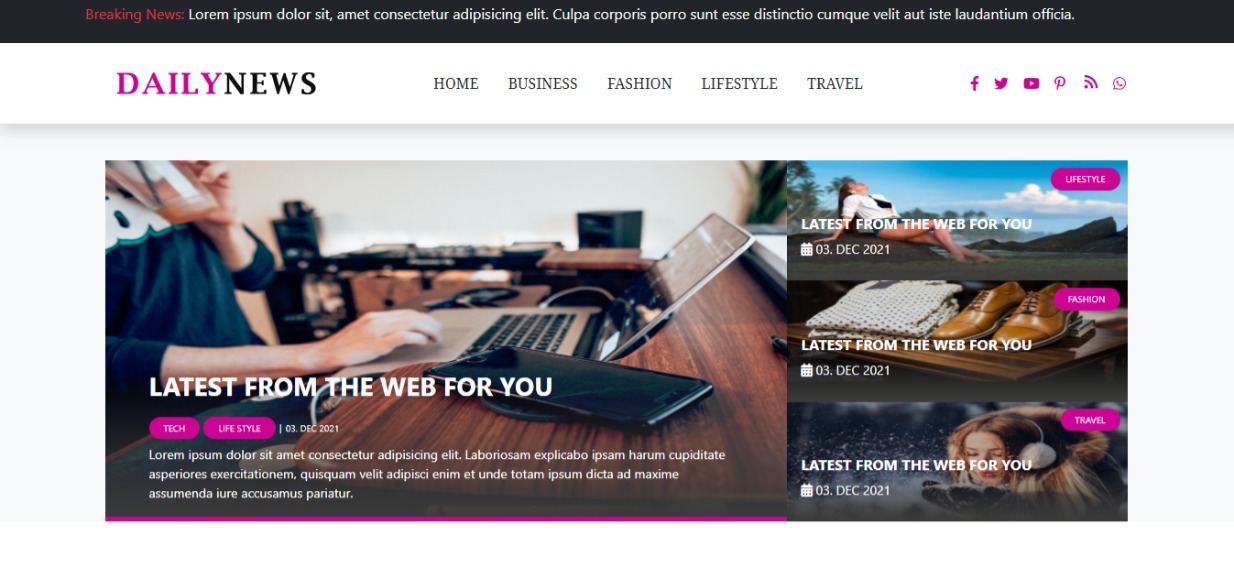 Breaking News: Lorem ipsum dolor sit, amet consectetur adipisicing elit. Culpa corporis porro sunt esse distinctio cumque velit aut iste laudantium officia.
DAILYNEWS
HOME BUSINESS FASHION LIFESTYLE TRAVEL
LATEST FROM THE WEB FOR YOU
TECH LIFE STYLE | 03. DEC 2021
Lorem ipsum dolor sit amet consectetur adipisicing elit. Laboriosam explicabo ipsam harum cupiditate
asperiores exercitationem, quisquam velit adipisci enim et unde totam ipsum dicta ad maxime
assumenda iure accusamus pariatur.
LIFESTYLE
LATEST FROM THE WEB FOR YOU
03. DEC 2021
FASHION
LATEST FROM THE WEB FOR YOU
03. DEC 2021
TRAVEL
LATEST FROM THE WEB FOR YOU
03. DEC 2021